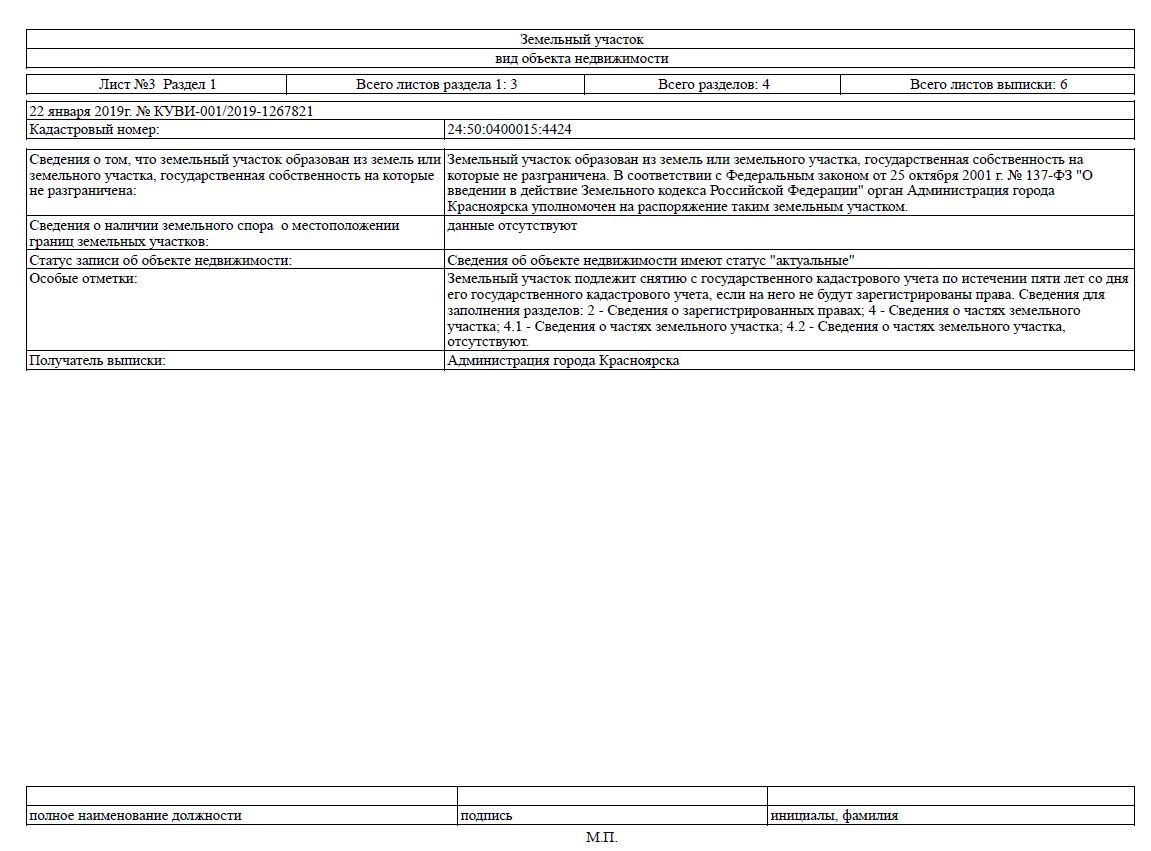 Земельный участок
вид объекта недвижимости
Лист №3 Раздел 1 Всего листов раздела 1: 3 Всего разделов: 4 Всего листов выписки: 6
22 января 2019г. № КУВИ-001/2019-1267821
Кадастровый номер: 24:50:0400015:4424
Сведения о том, что земельный участок образован из земель или
земельного участка, государственная собственность на которые
не разграничена:
Земельный участок образован из земель или земельного участка, государственная собственность на
которые не разграничена. В соответствии с Федеральным законом от 25 октября 2001 г. № 137-ФЗ "О
введении в действие Земельного кодекса Российской Федерации" орган Администрация города
Красноярска уполномочен на распоряжение таким земельным участком.
Сведения о наличии земельного спора о местоположении
границ земельных участков:
данные отсутствуют
Статус записи об объекте недвижимости: Сведения об объекте недвижимости имеют статус "актуальные"
Особые отметки:
Земельный участок подлежит снятию с государственного кадастрового учета по истечении пяти лет со дня
его государственного кадастрового учета, если на него не будут зарегистрированы права. Сведения для
заполнения разделов: 2 - Сведения о зарегистрированных правах; 4 - Сведения о частях земельного
участка; 4.1 - Сведения о частях земельного участка; 4.2 - Сведения о частях земельного участка,
отсутствуют.
Получатель выписки: Администрация города Красноярска
полное наименование должности подпись инициалы, фамилия
М.П.